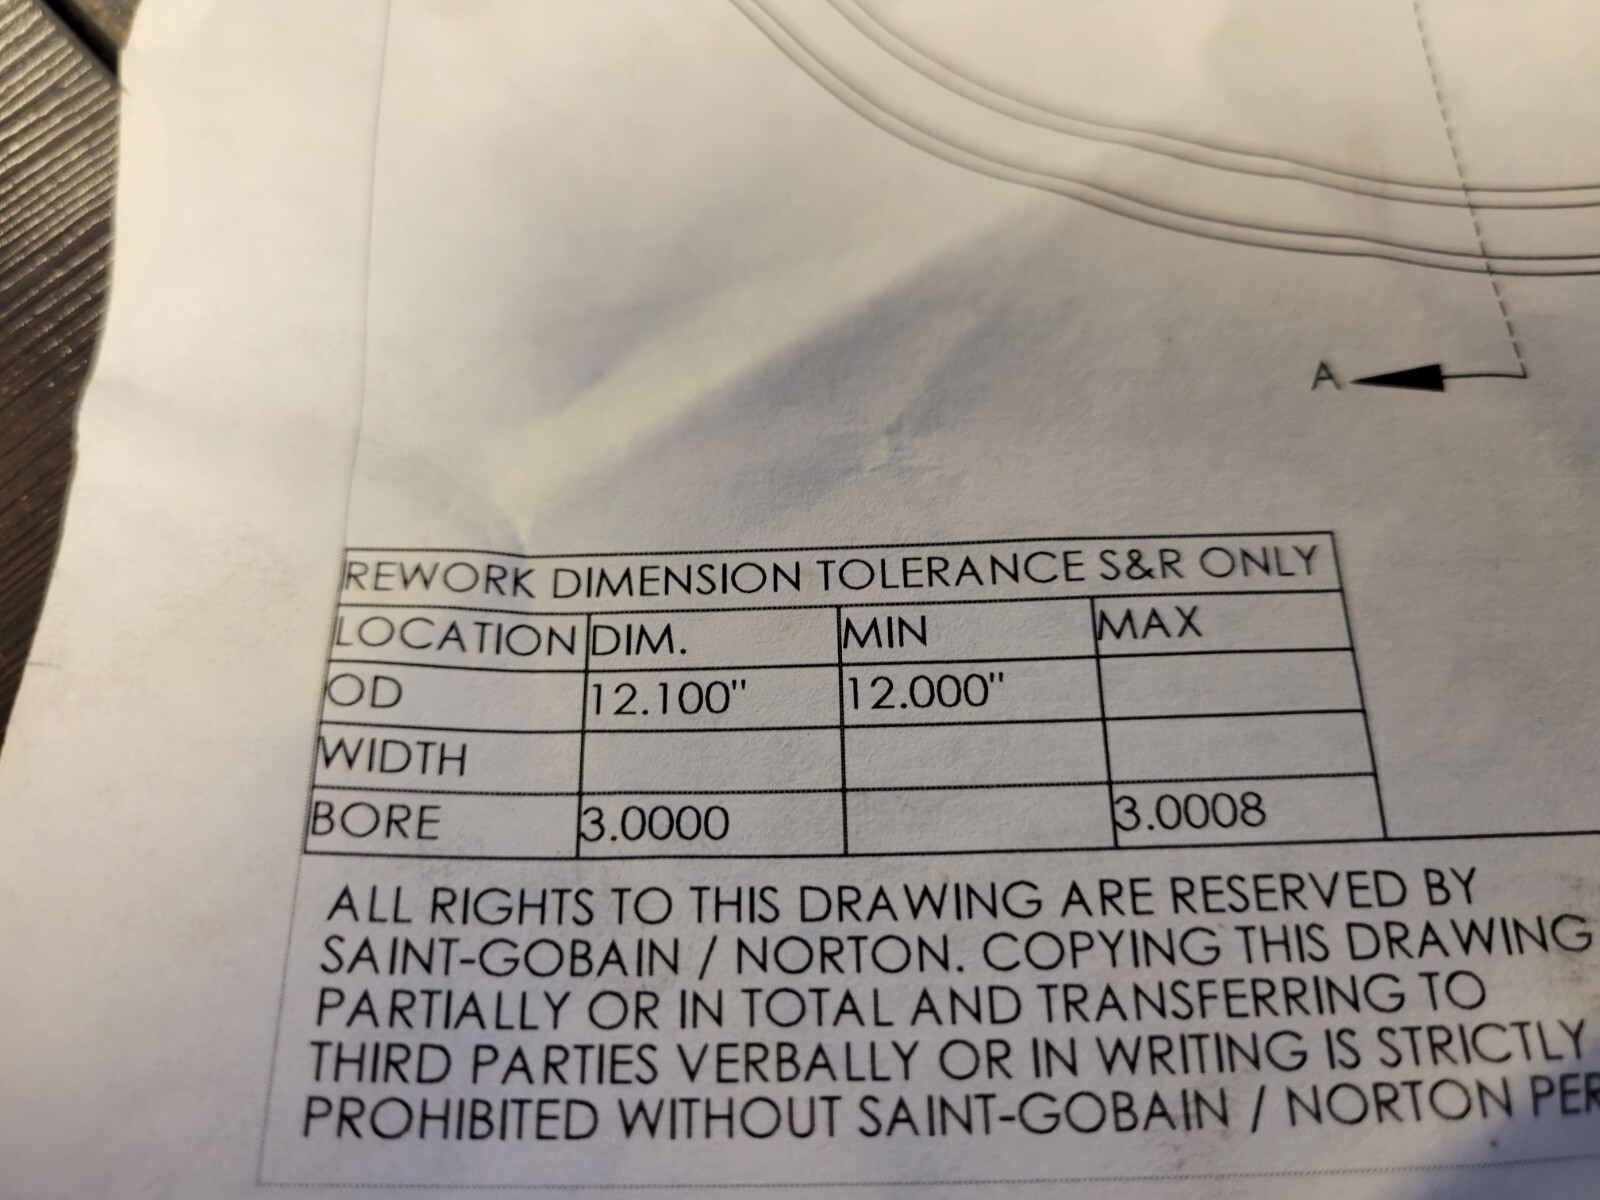 A
REWORK DIMENSION TOLERANCE S&R ONLY
LOCATION DIM. MIN MAX
OD 12.100" 12.000"
WIDTH
BORE 3.0000 3.0008
ALL RIGHTS TO THIS DRAWING ARE RESERVED BY
SAINT-GOBAIN / NORTON. COPYING THIS DRAWING
PARTIALLY OR IN TOTAL AND TRANSFERRING TO
THIRD PARTIES VERBALLY OR IN WRITING IS STRICTLY
PROHIBITED WITHOUT SAINT-GOBAIN / NORTON